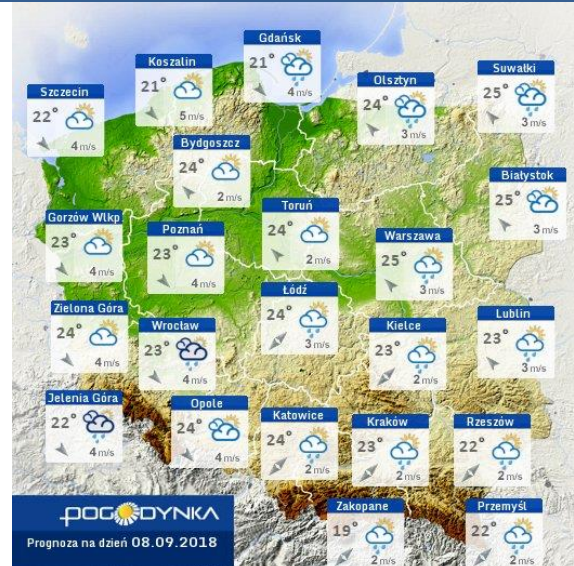 Gdańsk
21°
4 m/s
Koszalin
21°
5 m/s
Suwałki
25°
3 m/s
Olsztyn
24°
3 m/s
Szczecin
22°
4 m/s
Bydgoszcz
24°
2 m/s
Białystok
25°
3 m/s
Toruń
24°
2 m/s
Gorzów Wlkp
23°
4 m/s
Poznań
23°
4 m/s
Warszawa
25°
3 m/s
Łódź
24°
3 m/s
Zielona Góra
24°
4 m/s
Wrocław
23°
4 m/s
Kielce
23°
2 m/s
Lublin
23°
3 m/s
Jelenia Góra
22°
4 m/s
Opole
24°
4 m/s
Katowice
24°
2 m/s
Kraków
23°
2 m/s
Rzeszów
22°
2 m/s
Zakopane
19°
2 m/s
Przemyśl
22°
2 m/s
POGODYNKA
Prognoza na dzień 08.09.2018